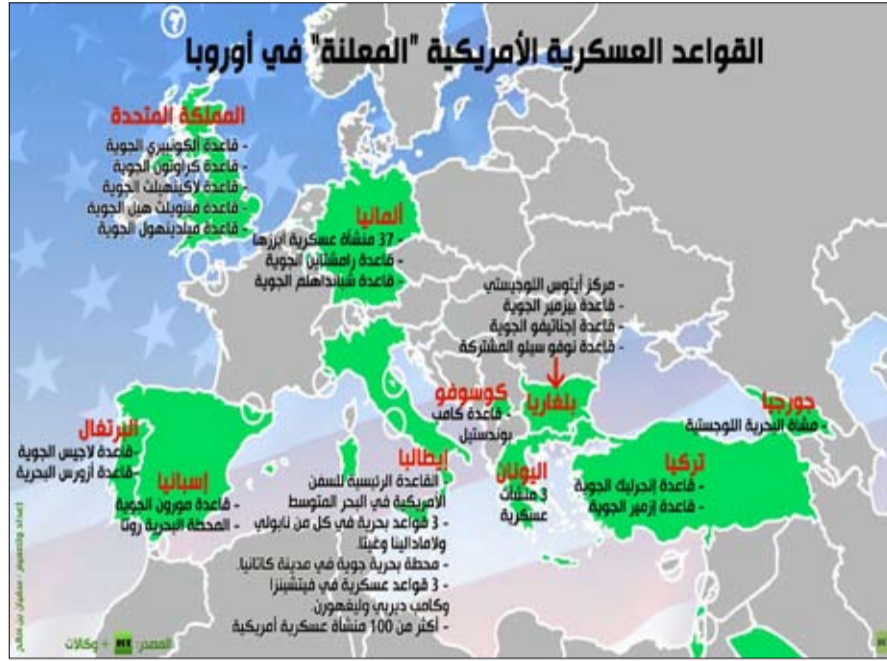 القواعد العسكرية الأمريكية "المعلنة" في أوروبا
المملكة المتحدة
- قاعدة ألكونبيري الجوية
- قاعدة كراوتون الجوية
- قاعدة لاكينهيلث الجوية
- قاعدة مينويلث هيل الجوية
- قاعدة ميلدينهول الجوية
ألمانيا
- 37 منشأة عسكرية أبرزها
- قاعدة رامشتاين الجوية
- قاعدة شبانداهلم الجوية
- مركز أيتوس اللوجيستي
- قاعدة بيزمير الجوية
- قاعدة إجناتيفو الجوية
- قاعدة نوفو سيلو المشتركة
بلغاريا
كوسوفو
- قاعدة كامب
بوندستيل
جورجيا
- مشاة البحرية اللوجستية
تركيا
- قاعدة إنجرليك الجوية
- قاعدة إزمير الجوية
اليونان
3 منشآت
عسكرية
إيطاليا
- القاعدة الرئيسية للسفن
الأمريكية في البحر المتوسط
- 3 قواعد بحرية في كل من نابولي
ولامادالينا وغيتا.
- محطة بحرية جوية في مدينة كاتانيا.
- 3 قواعد عسكرية في فيتشينزا
وكامب ديربي وليغهورن
- أكثر من 100 منشأة عسكرية أمريكية
البرتغال
- قاعدة لاجيس الجوية
- قاعدة أزورس البحرية
إسبانيا
- قاعدة مورون الجوية
- المحطة البحرية روتا
المصدر: RT + وكالات